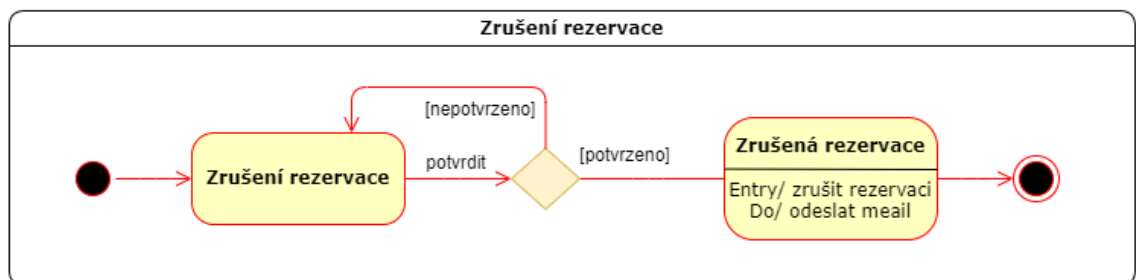 Zrušení rezervace
[nepotvrzeno]
Zrušení rezervace
potvrdit
[potvrzeno]
Zrušená rezervace
Entry/ zrušit rezervaci
Do/ odeslat meail